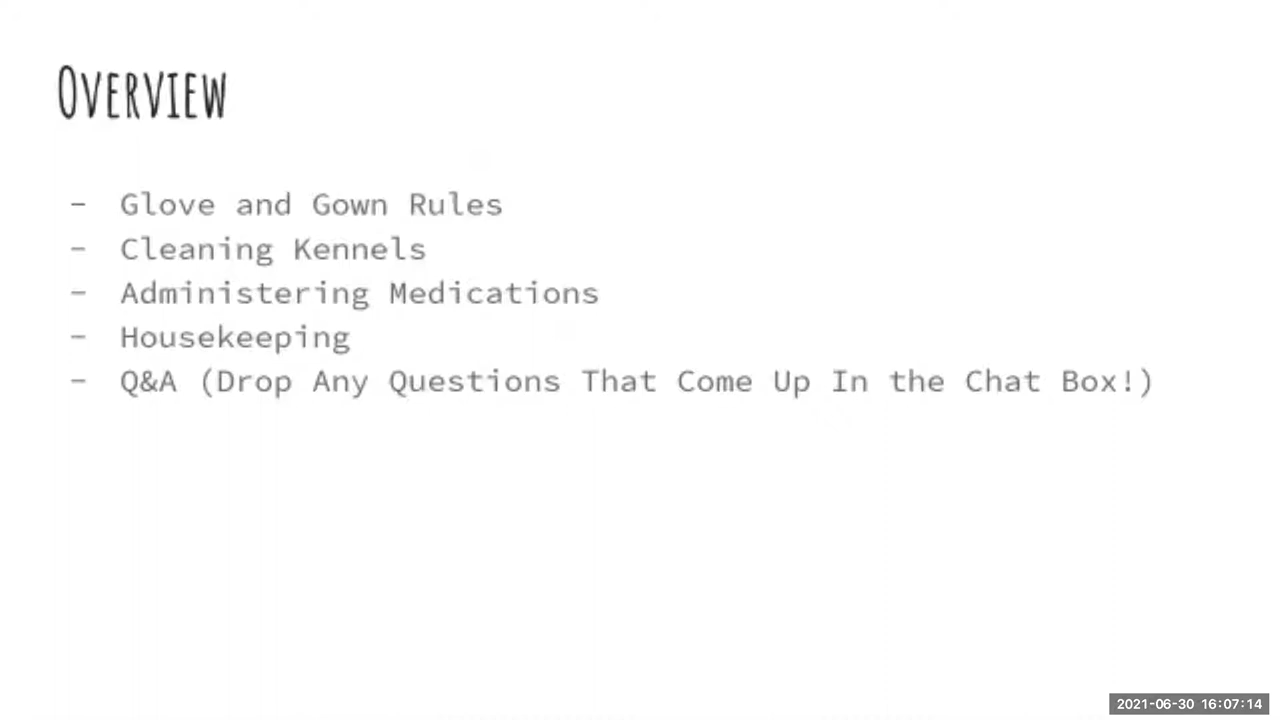 Overview
- Glove and Gown Rules
- Cleaning Kennels
- Administering Medications
- Housekeeping
- Q&A (Drop Any Questions That Come Up In the Chat Box!)
2021-06-30 16:07:14